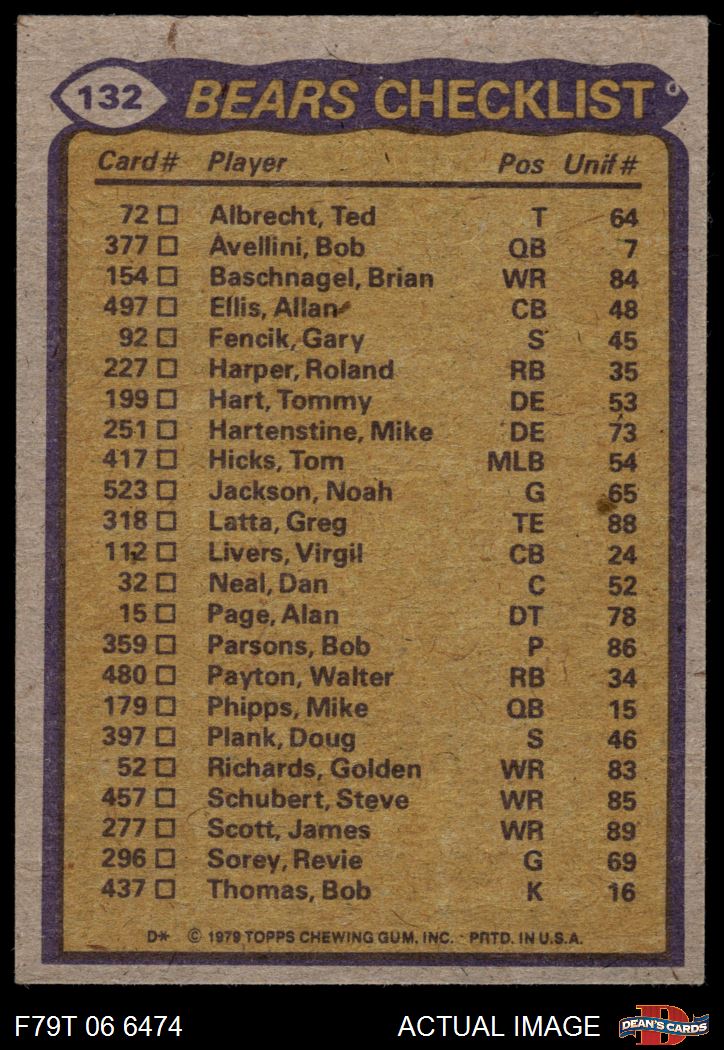 132 BEARS CHECKLIST
Card# Player Pos Unif#
72 Albrecht, Ted T 64
377 Avellini, Bob QB 7
154 Baschnagel, Brian WR 84
497 Ellis, Allan CB 48
92 Fencik, Gary S 45
227 Harper, Roland RB 35
199 Hart, Tommy DE 53
251 Hartenstine, Mike DE 73
417 Hicks, Tom MLB 54
523 Jackson, Noah G 65
318 Latta, Greg TE 88
112 Livers, Virgil CB 24
32 Neal, Dan C 52
15 Page, Alan DT 78
359 Parsons, Bob P 86
480 Payton, Walter RB 34
179 Phipps, Mike QB 15
397 Plank, Doug S 46
52 Richards, Golden WR 83
457 Schubert, Steve WR 85
277 Scott, James WR 89
296 Sorey, Revie G 69
437 Thomas, Bob K 16
D* © 1979 TOPPS CHEWING GUM, INC. PRTD. IN U.S.A.
F79T 06 6474 ACTUAL IMAGE D DEAN'S CARDS